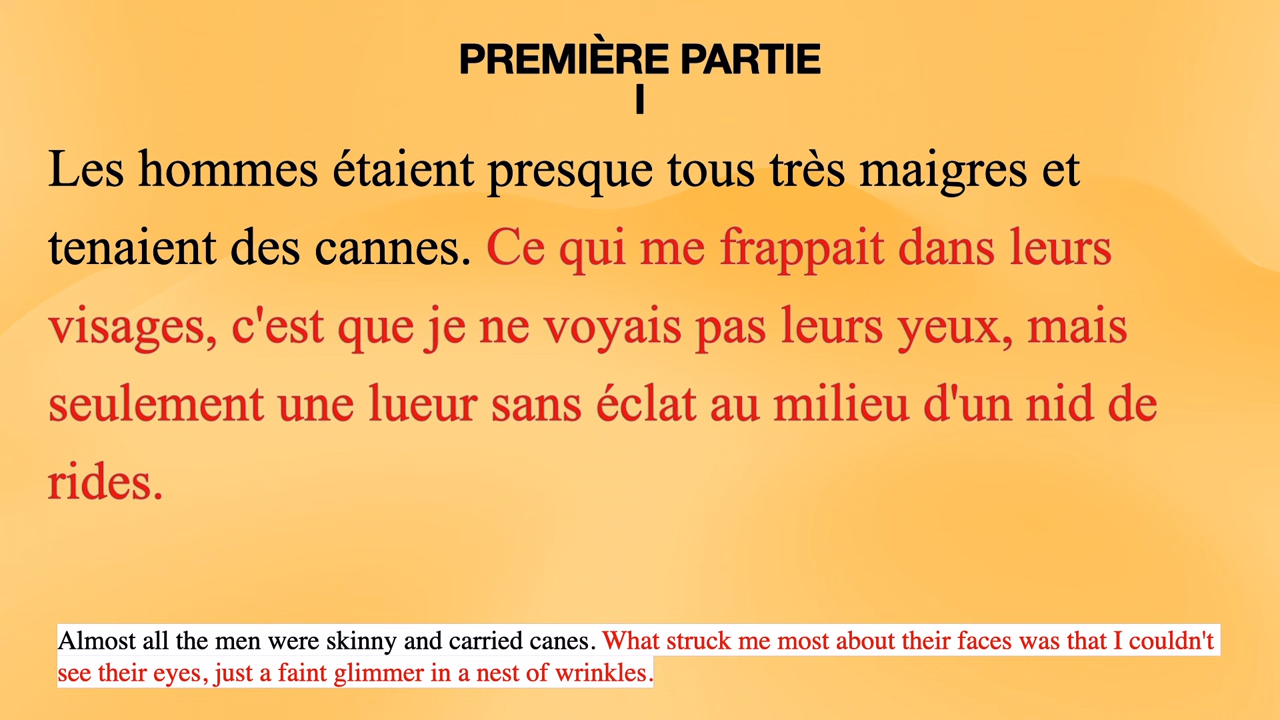 PREMIÈRE PARTIE
I
Les hommes étaient presque tous très maigres et
tenaient des cannes. Ce qui me frappait dans leurs
visages, c'est que je ne voyais pas leurs yeux, mais
seulement une lueur sans éclat au milieu d'un nid de
rides.
Almost all the men were skinny and carried canes. What struck me most about their faces was that I couldn't
see their eyes, just a faint glimmer in a nest of wrinkles.